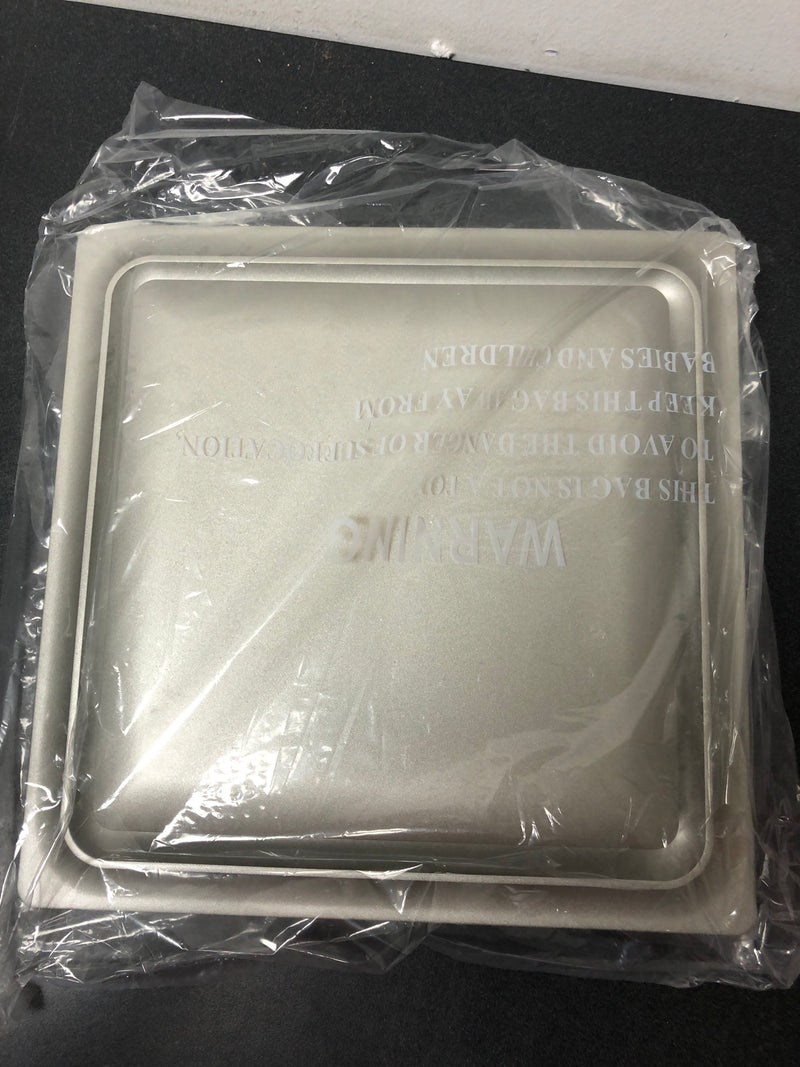 WARNING
THIS BAG IS NOT A TOY
TO AVOID THE DANGER OF SUFFOCATION,
KEEP THIS BAG AWAY FROM
BABIES AND CHILDREN